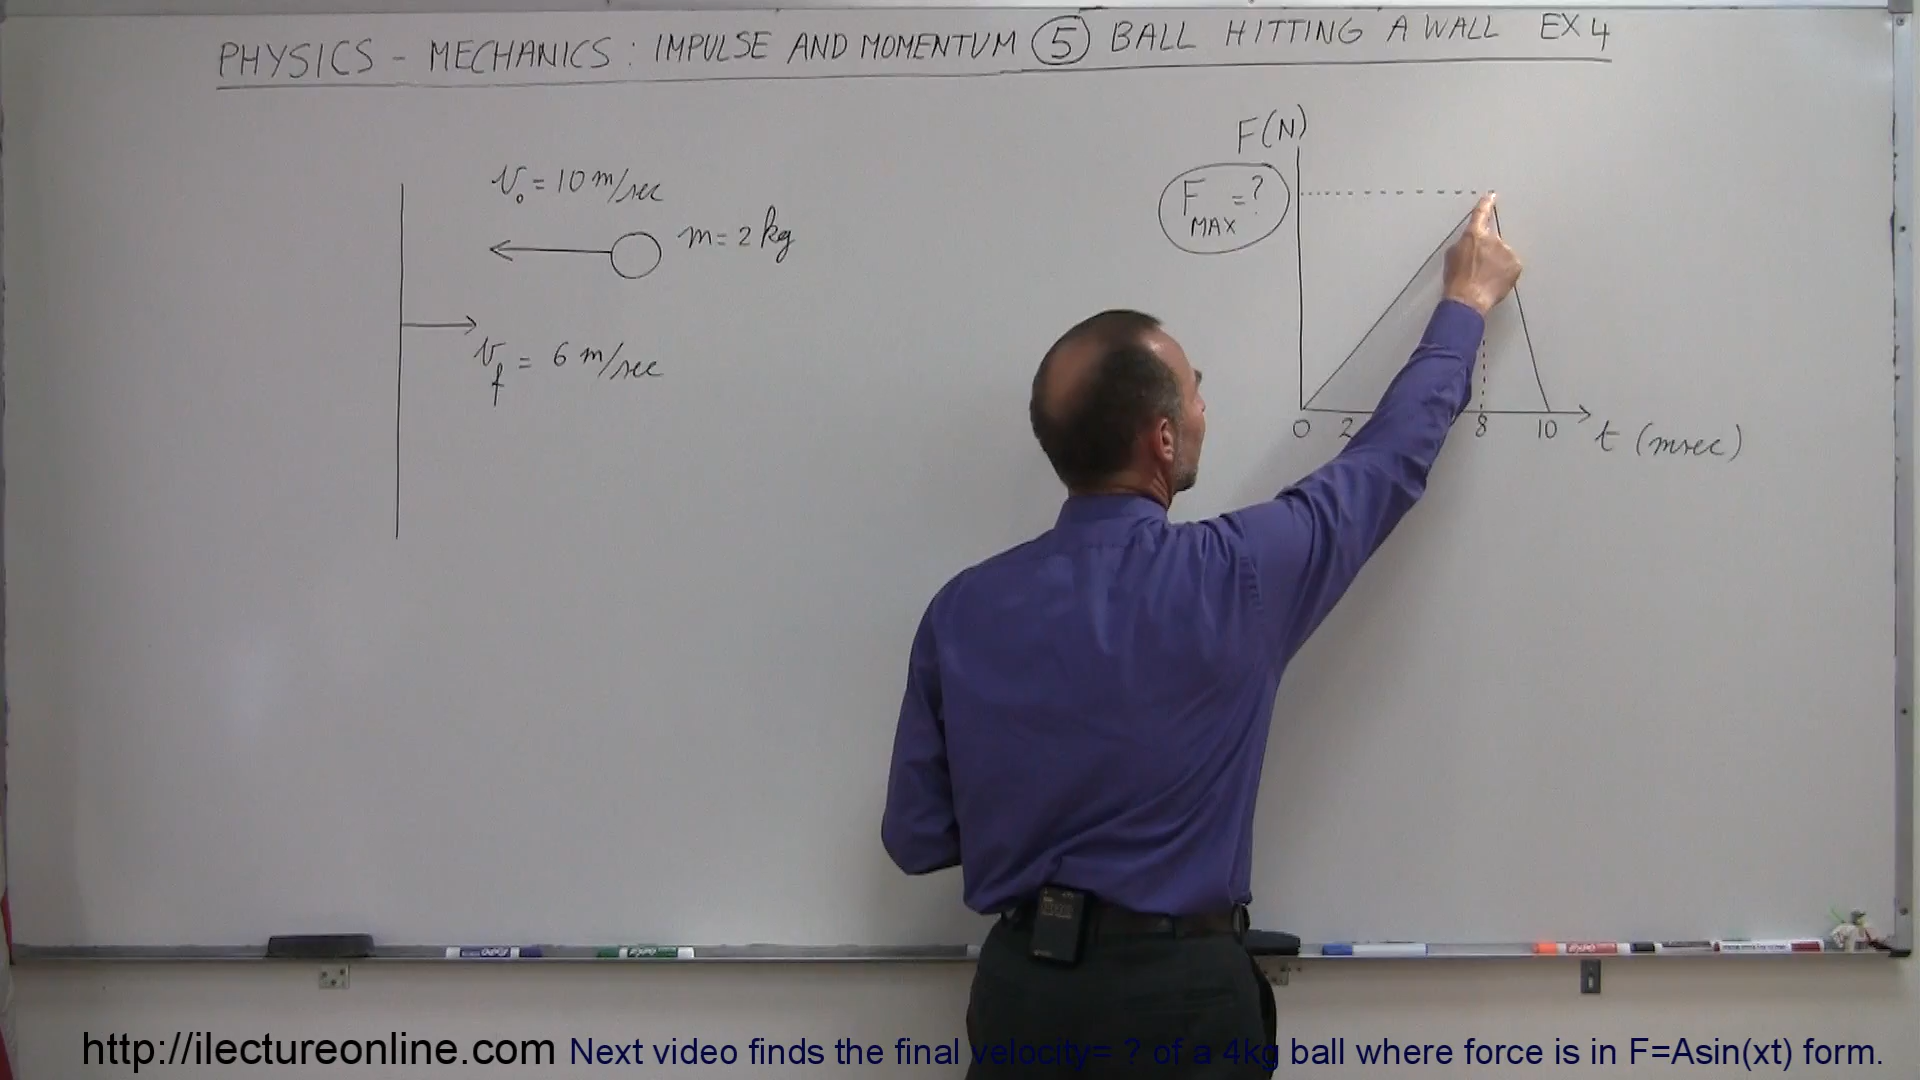 PHYSICS - MECHANICS: IMPULSE AND MOMENTUM 5 BALL HITTING A WALL EX 4
v₀ = 10 m/sec
m = 2 kg
v_f = 6 m/sec
F(N)
F_MAX = ?
0 2 8 10 t (msec)
http://ilectureonline.com Next video finds the final velocity= ? of a 4kg ball where force is in F=Asin(xt) form.